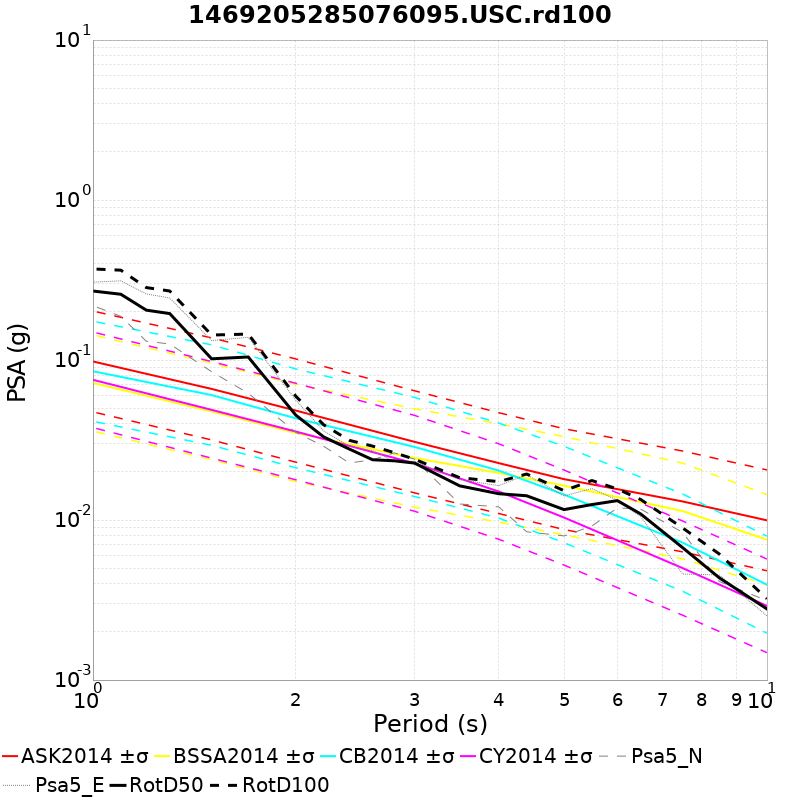 1469205285076095.USC.rd100
10^1
10^0
10^-1
10^-2
10^-3
PSA (g)
10^0 2 3 4 5 6 7 8 9 10^1
Period (s)
ASK2014 ±σ BSSA2014 ±σ CB2014 ±σ CY2014 ±σ Psa5_N
Psa5_E RotD50 RotD100